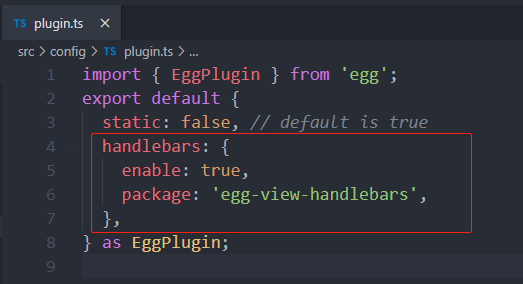 TS plugin.ts ×
src > config > TS plugin.ts > ...
1 import { EggPlugin } from 'egg';
2 export default {
3 static: false, // default is true
4 handlebars: {
5 enable: true,
6 package: 'egg-view-handlebars',
7 },
8 } as EggPlugin;
9